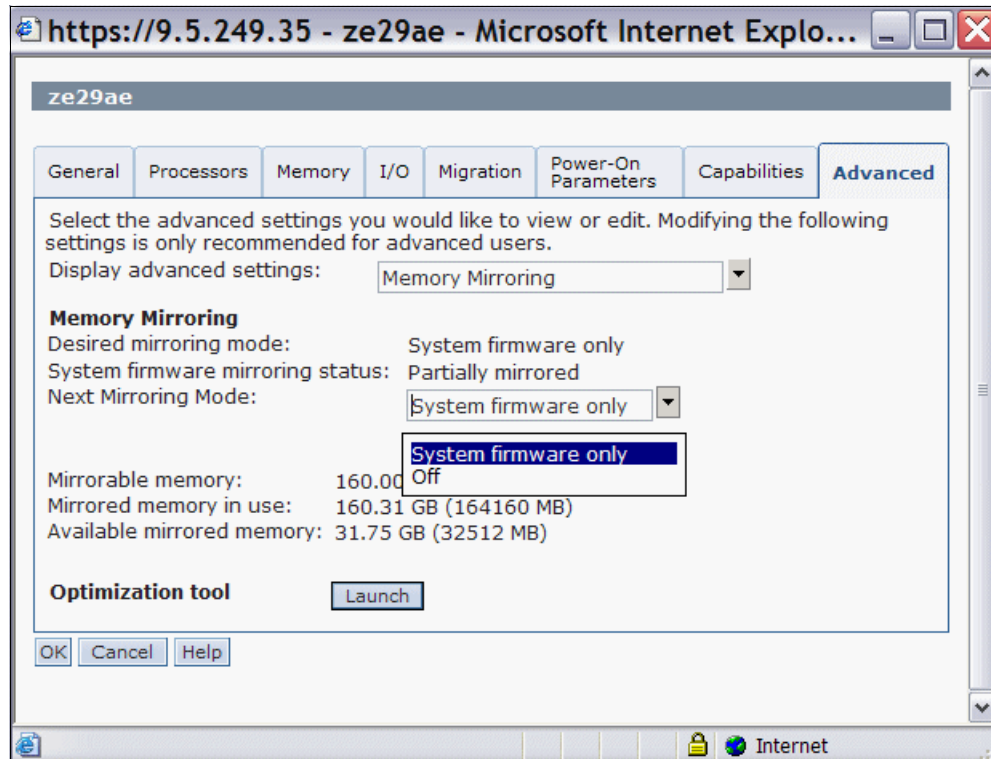 https://9.5.249.35 - ze29ae - Microsoft Internet Explo...
ze29ae
General Processors Memory I/O Migration Power-On Parameters Capabilities Advanced
Select the advanced settings you would like to view or edit. Modifying the following
settings is only recommended for advanced users.
Display advanced settings: Memory Mirroring
Memory Mirroring
Desired mirroring mode: System firmware only
System firmware mirroring status: Partially mirrored
Next Mirroring Mode: System firmware only
System firmware only
Off
Mirrorable memory: 160.00
Mirrored memory in use: 160.31 GB (164160 MB)
Available mirrored memory: 31.75 GB (32512 MB)
Optimization tool Launch
OK Cancel Help
Internet